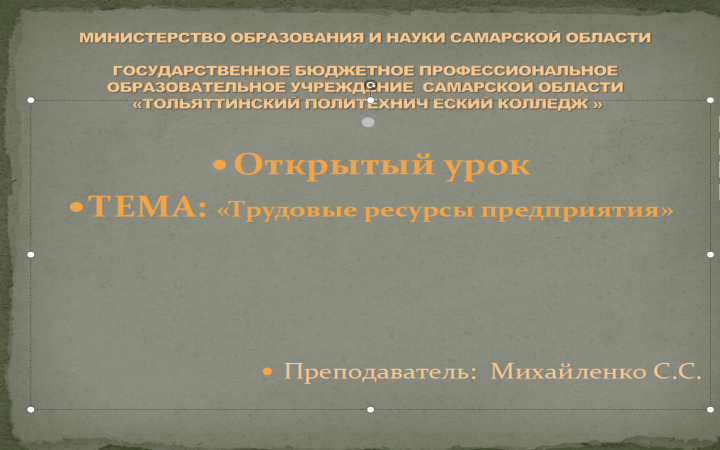 МИНИСТЕРСТВО ОБРАЗОВАНИЯ И НАУКИ САМАРСКОЙ ОБЛАСТИ
ГОСУДАРСТВЕННОЕ БЮДЖЕТНОЕ ПРОФЕССИОНАЛЬНОЕ
ОБРАЗОВАТЕЛЬНОЕ УЧРЕЖДЕНИЕ САМАРСКОЙ ОБЛАСТИ
«ТОЛЬЯТТИНСКИЙ ПОЛИТЕХНИЧ ЕСКИЙ КОЛЛЕДЖ »
• Открытый урок
• ТЕМА: «Трудовые ресурсы предприятия»
• Преподаватель: Михайленко С.С.